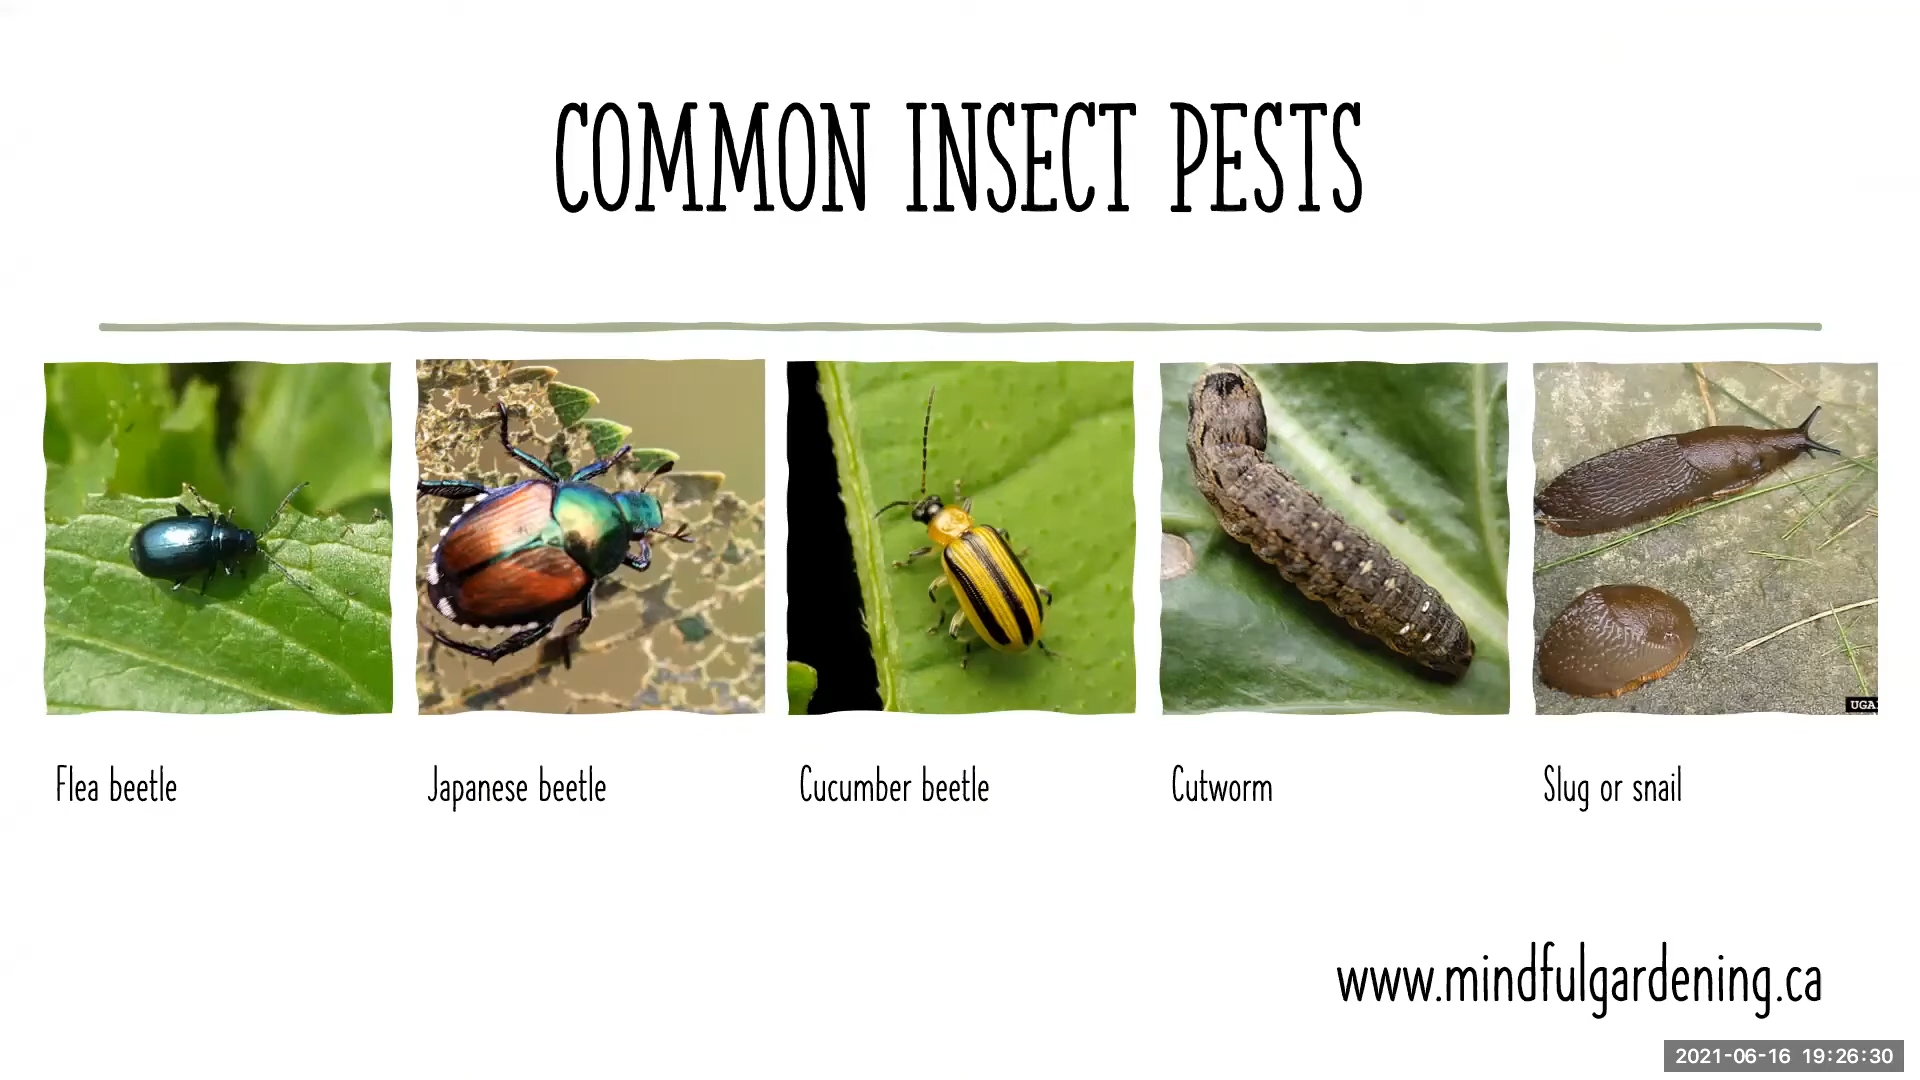 COMMON INSECT PESTS
UGA
Flea beetle
Japanese beetle
Cucumber beetle
Cutworm
Slug or snail
www.mindfulgardening.ca
2021-06-16 19:26:30